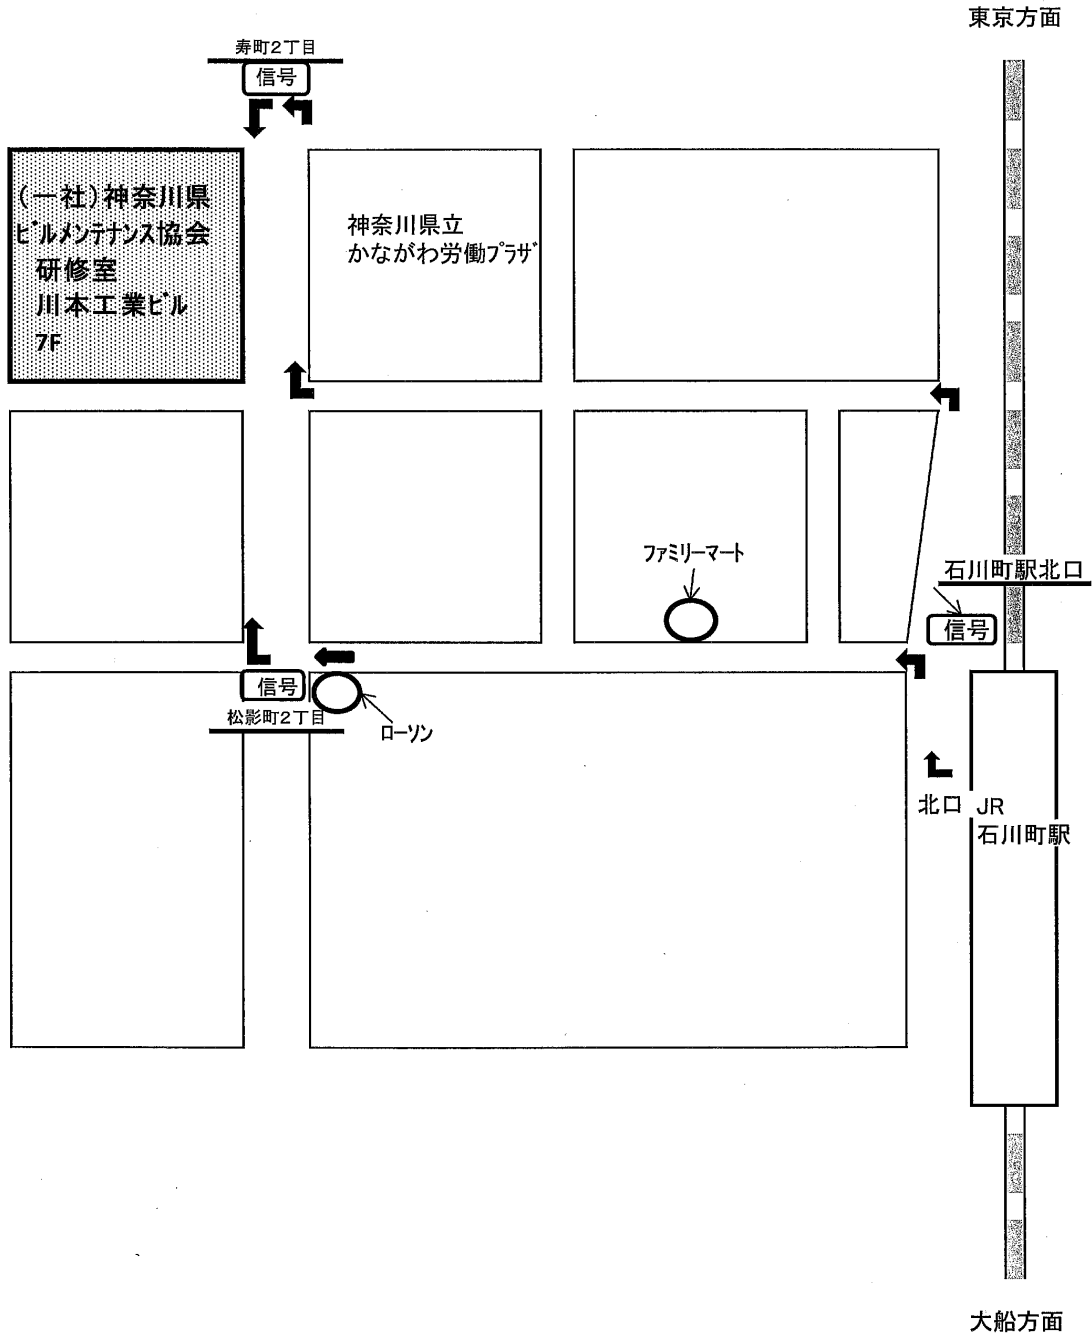 東京方面
寿町2丁目
信号
(一社)神奈川県
ﾋﾞﾙﾒﾝﾃﾅﾝｽ協会
研修室
川本工業ﾋﾞﾙ
7F
神奈川県立
かながわ労働ﾌﾟﾗｻﾞ
ﾌｧﾐﾘｰﾏｰﾄ
石川町駅北口
信号
信号
松影町2丁目
ﾛｰｿﾝ
北口
JR
石川町駅
大船方面